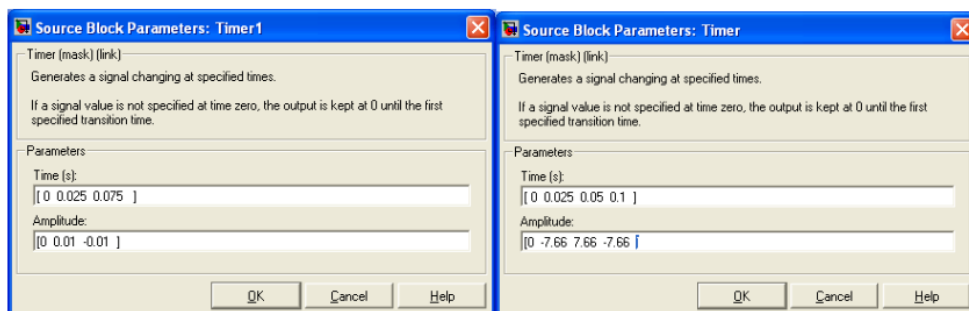 Source Block Parameters: Timer1
Timer (mask) (link)
Generates a signal changing at specified times.
If a signal value is not specified at time zero, the output is kept at 0 until the first
specified transition time.
Parameters
Time (s):
[ 0 0.025 0.075 ]
Amplitude:
[0 0.01 -0.01 ]
OK Cancel Help
Source Block Parameters: Timer
Timer (mask) (link)
Generates a signal changing at specified times.
If a signal value is not specified at time zero, the output is kept at 0 until the first
specified transition time.
Parameters
Time (s):
[ 0 0.025 0.05 0.1 ]
Amplitude:
[0 -7.66 7.66 -7.66 ]
OK Cancel Help